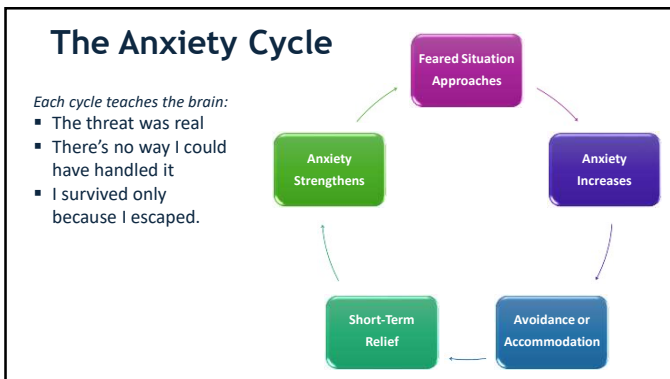 The Anxiety Cycle
Each cycle teaches the brain:
▪ The threat was real
▪ There’s no way I could
have handled it
▪ I survived only
because I escaped.
Feared Situation
Approaches
Anxiety
Increases
Avoidance or
Accommodation
Short-Term
Relief
Anxiety
Strengthens